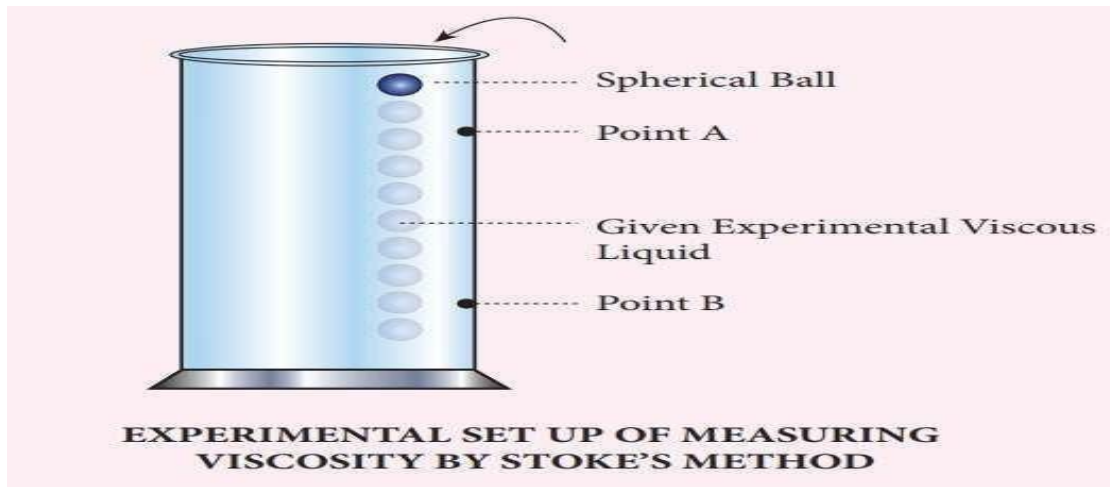 Spherical Ball
Point A
Given Experimental Viscous
Liquid
Point B
EXPERIMENTAL SET UP OF MEASURING
VISCOSITY BY STOKE'S METHOD